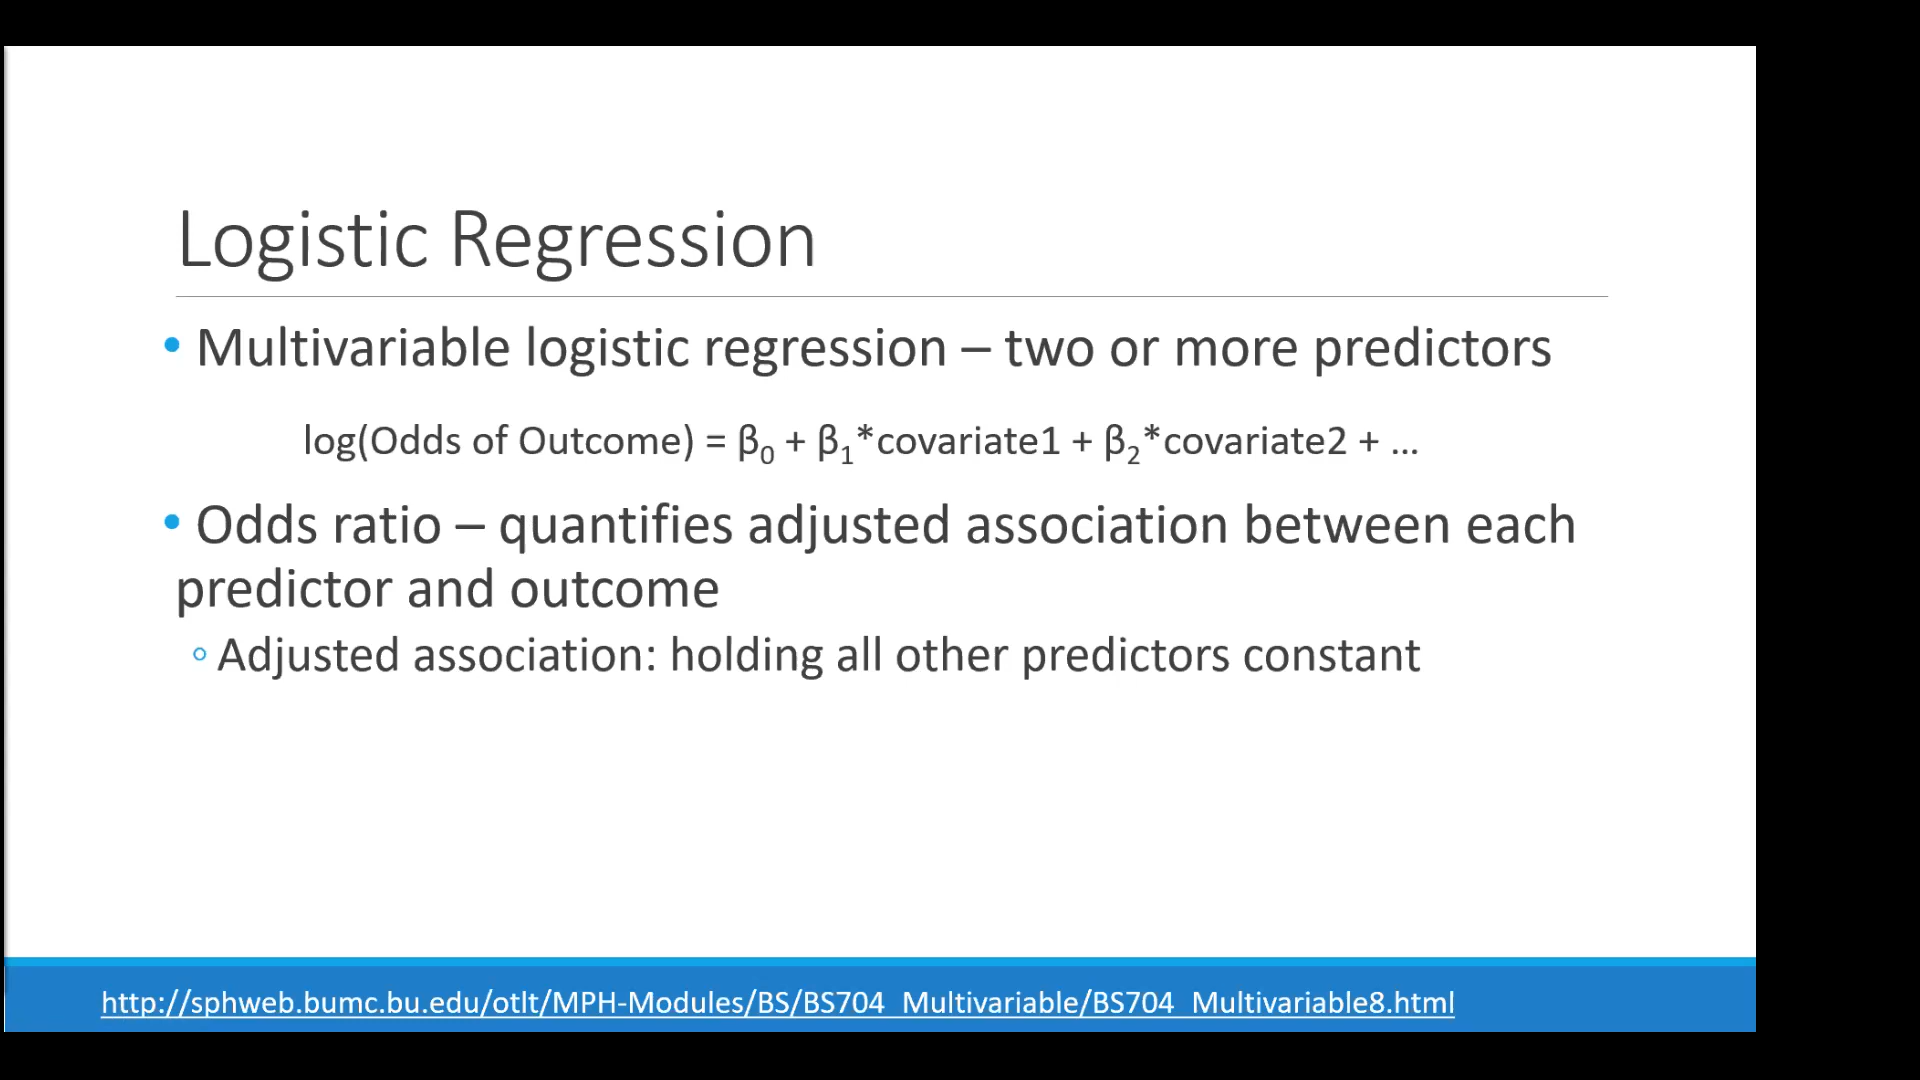 Logistic Regression
• Multivariable logistic regression – two or more predictors
log(Odds of Outcome) = β₀ + β₁*covariate1 + β₂*covariate2 + …
• Odds ratio – quantifies adjusted association between each
predictor and outcome
◦ Adjusted association: holding all other predictors constant
http://sphweb.bumc.bu.edu/otlt/MPH-Modules/BS/BS704_Multivariable/BS704_Multivariable8.html